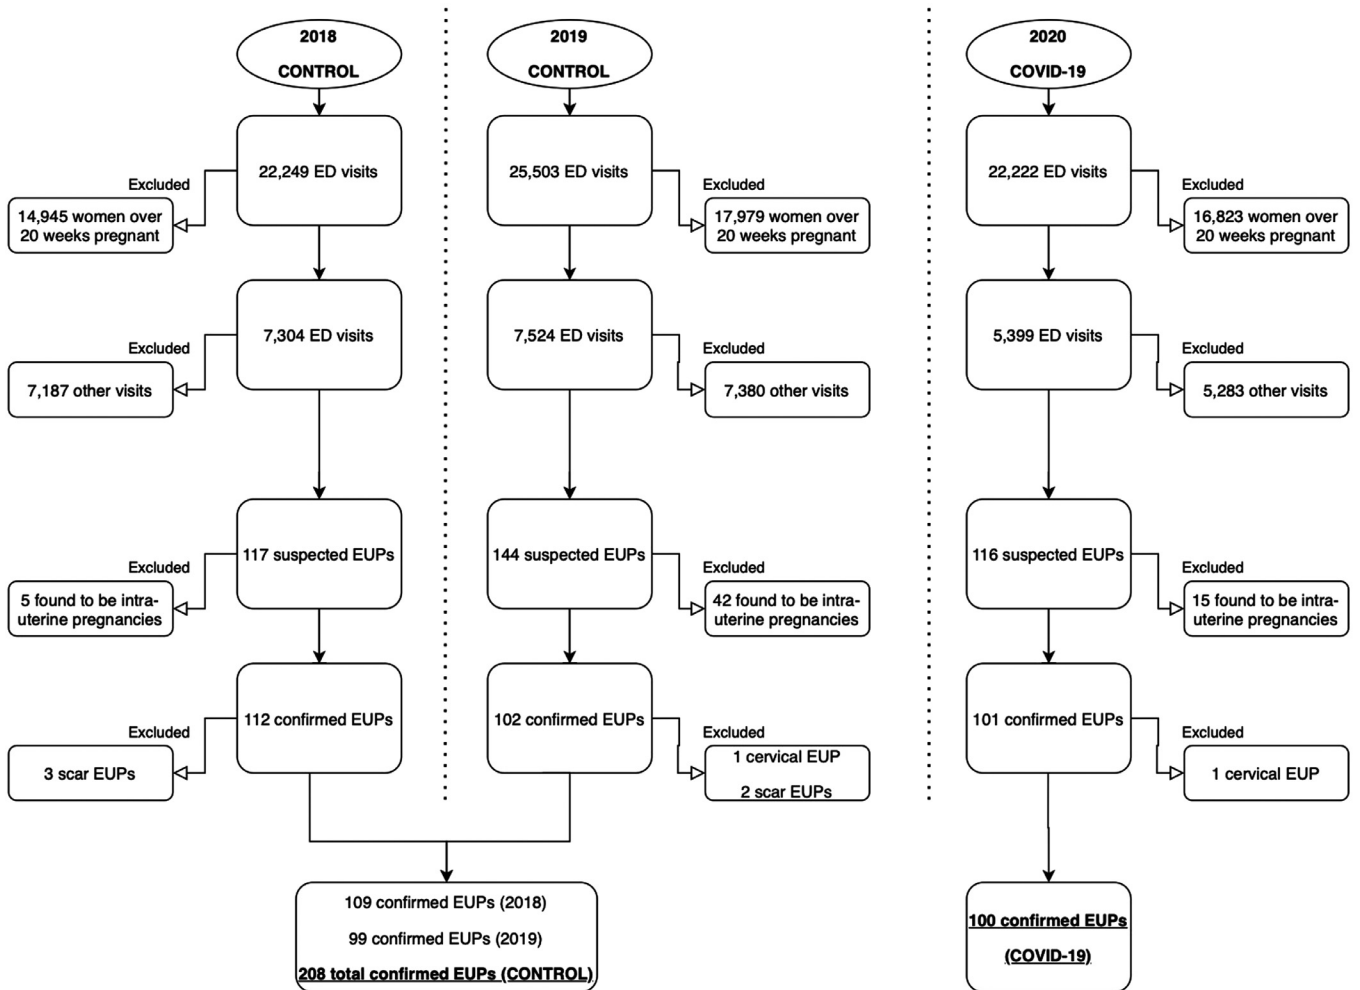 2018
CONTROL
22,249 ED visits
Excluded
14,945 women over
20 weeks pregnant
7,304 ED visits
Excluded
7,187 other visits
117 suspected EUPs
Excluded
5 found to be intra-
uterine pregnancies
112 confirmed EUPs
Excluded
3 scar EUPs
2019
CONTROL
25,503 ED visits
Excluded
17,979 women over
20 weeks pregnant
7,524 ED visits
Excluded
7,380 other visits
144 suspected EUPs
Excluded
42 found to be intra-
uterine pregnancies
102 confirmed EUPs
Excluded
1 cervical EUP
2 scar EUPs
109 confirmed EUPs (2018)
99 confirmed EUPs (2019)
208 total confirmed EUPs (CONTROL)
2020
COVID-19
22,222 ED visits
Excluded
16,823 women over
20 weeks pregnant
5,399 ED visits
Excluded
5,283 other visits
116 suspected EUPs
Excluded
15 found to be intra-
uterine pregnancies
101 confirmed EUPs
Excluded
1 cervical EUP
100 confirmed EUPs
(COVID-19)